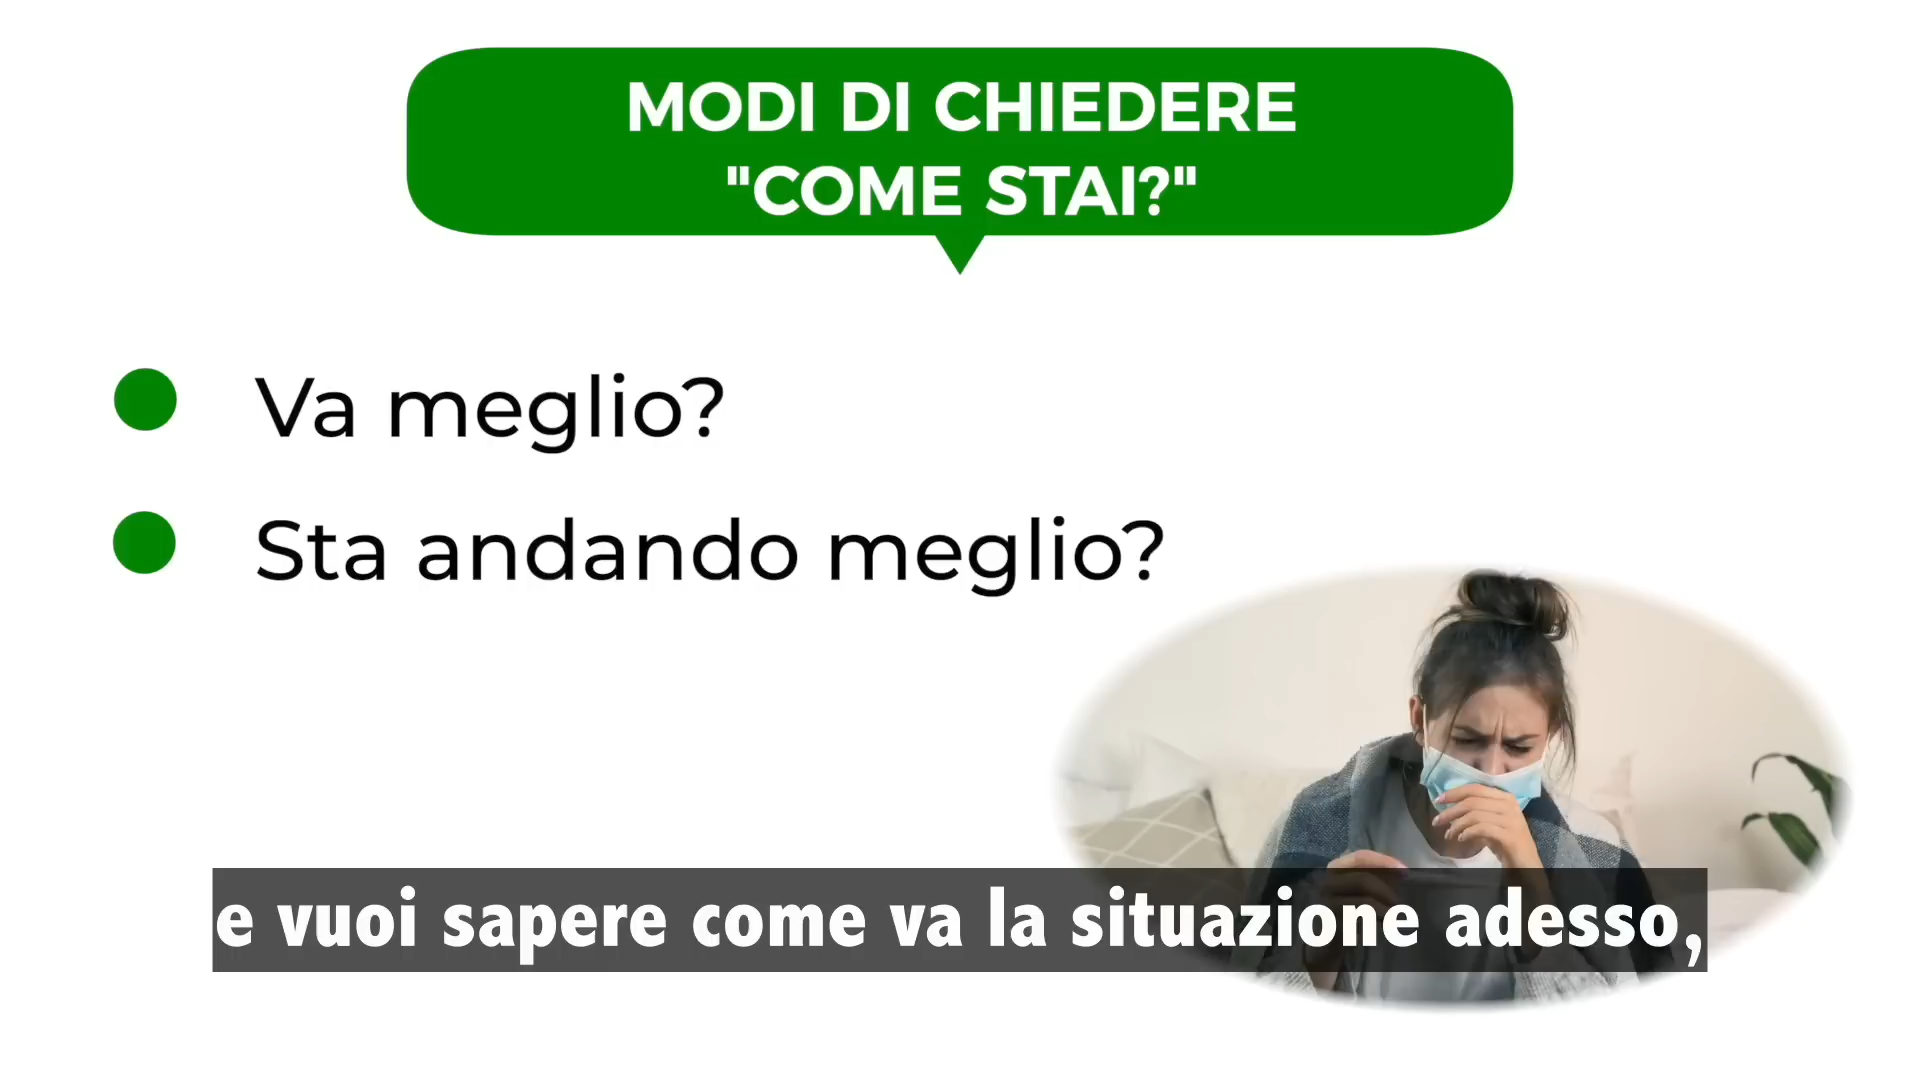 MODI DI CHIEDERE
"COME STAI?"
Va meglio?
Sta andando meglio?
e vuoi sapere come va la situazione adesso,